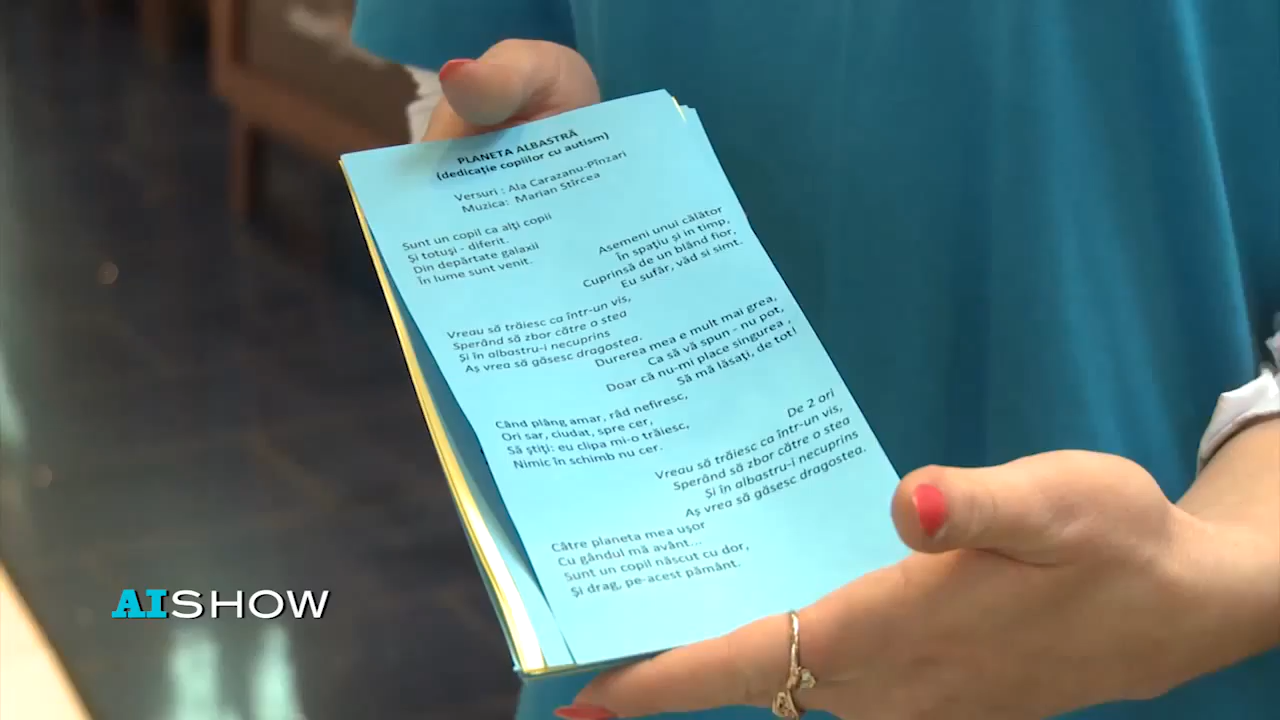 PLANETA ALBASTRĂ
(dedicație copiilor cu autism)
Versuri : Ala Carazanu-Pînzari
Muzica: Marian Stîrcea
Sunt un copil ca alți copii
Și totuși - diferit.
Din depărtate galaxii
În lume sunt venit.
Asemeni unui călător
În spațiu și in timp,
Cuprinsă de un blând fior,
Eu sufăr, văd si simt.
Vreau să trăiesc ca într-un vis,
Sperând să zbor către o stea
Și în albastru-i necuprins
Aș vrea să găsesc dragostea.
Durerea mea e mult mai grea,
Ca să vă spun - nu pot,
Doar că nu-mi place singurea ,
Să mă lăsați, de tot!
Când plâng amar, râd nefiresc,
Ori sar, ciudat, spre cer,
Să știți: eu clipa mi-o trăiesc,
Nimic în schimb nu cer.
De 2 ori
Vreau să trăiesc ca într-un vis,
Sperând să zbor către o stea
Și în albastru-i necuprins
Aș vrea să găsesc dragostea.
Către planeta mea ușor
Cu gândul mă avânt...
Sunt un copil născut cu dor,
Și drag, pe-acest pământ.
AISHOW